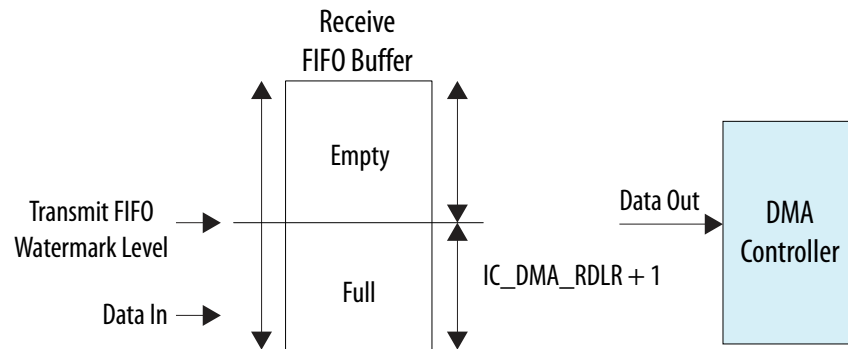 Receive
FIFO Buffer
Empty
Transmit FIFO
Watermark Level
Data Out
DMA
Controller
Full
IC_DMA_RDLR + 1
Data In